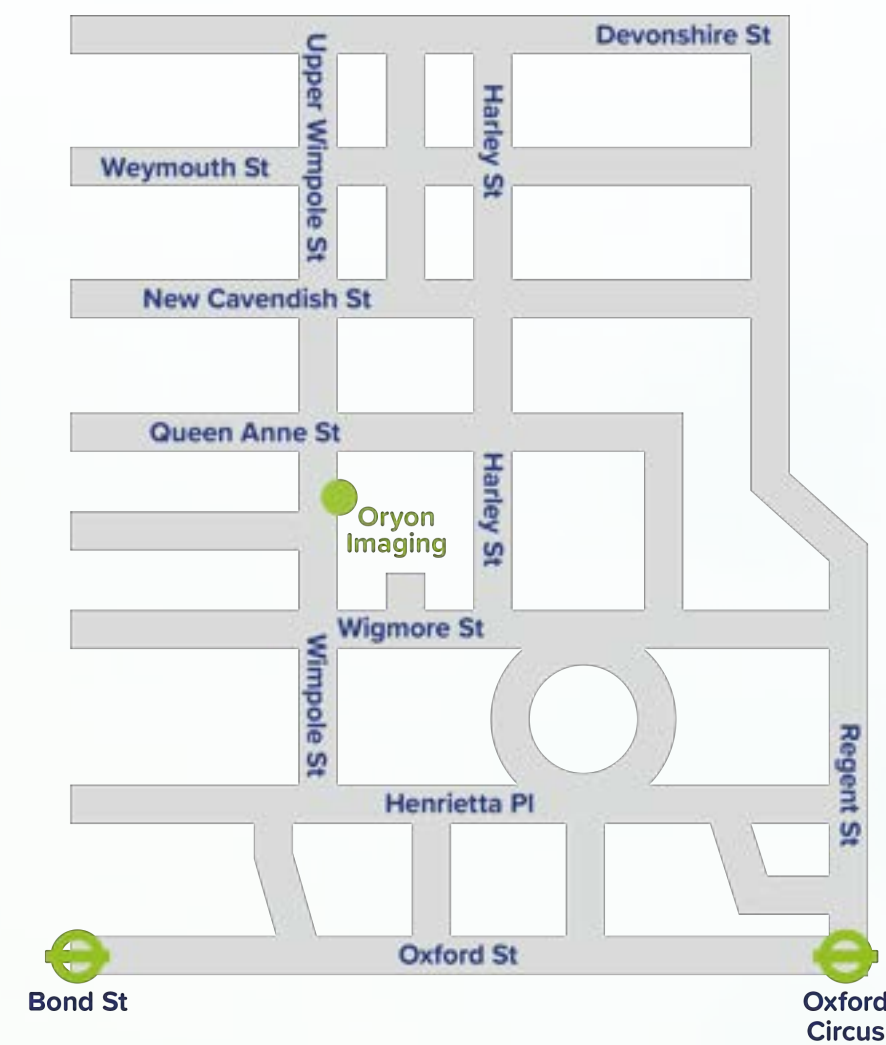 Devonshire St
Upper Wimpole St
Harley St
Weymouth St
New Cavendish St
Queen Anne St
Harley St
Oryon
Imaging
Wigmore St
Wimpole St
Regent St
Henrietta Pl
Oxford St
Bond St
Oxford
Circus